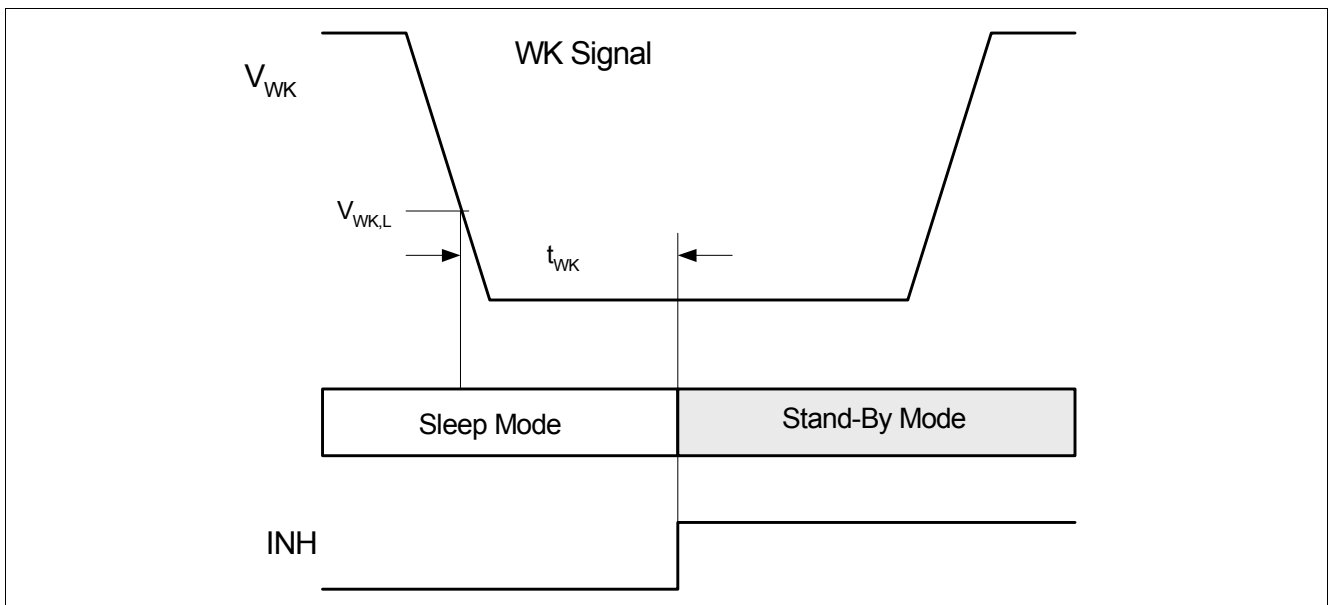 WK Signal
V_WK
V_WK,L
t_WK
Sleep Mode
Stand-By Mode
INH